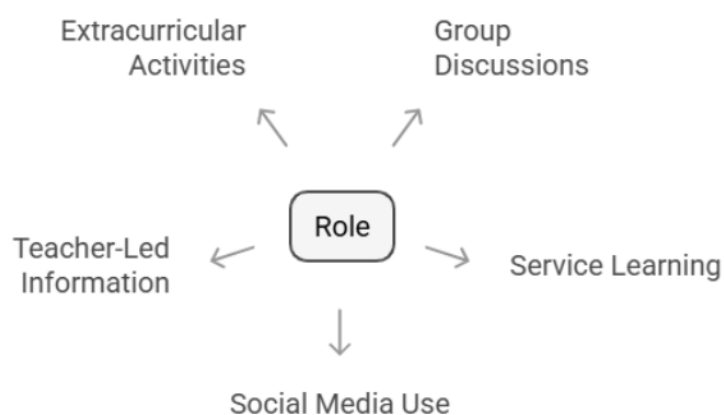 Extracurricular
Activities
Group
Discussions
Role
Teacher-Led
Information
Service Learning
Social Media Use